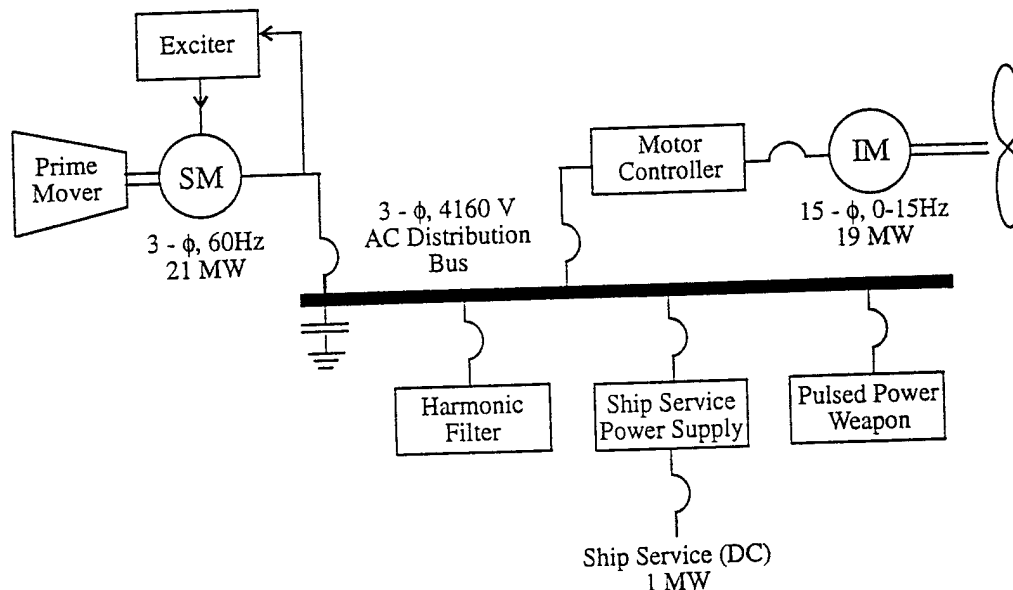 Exciter
Prime
Mover
SM
3 - ϕ, 60Hz
21 MW
3 - ϕ, 4160 V
AC Distribution
Bus
Motor
Controller
IM
15 - ϕ, 0-15Hz
19 MW
Harmonic
Filter
Ship Service
Power Supply
Pulsed Power
Weapon
Ship Service (DC)
1 MW